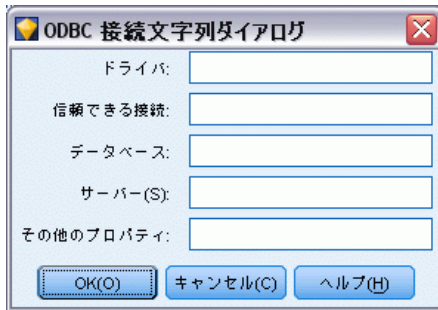 ODBC 接続文字列ダイアログ
ドライバ:
信頼できる接続:
データベース:
サーバー(S):
その他のプロパティ:
OK(O) キャンセル(C) ヘルプ(H)